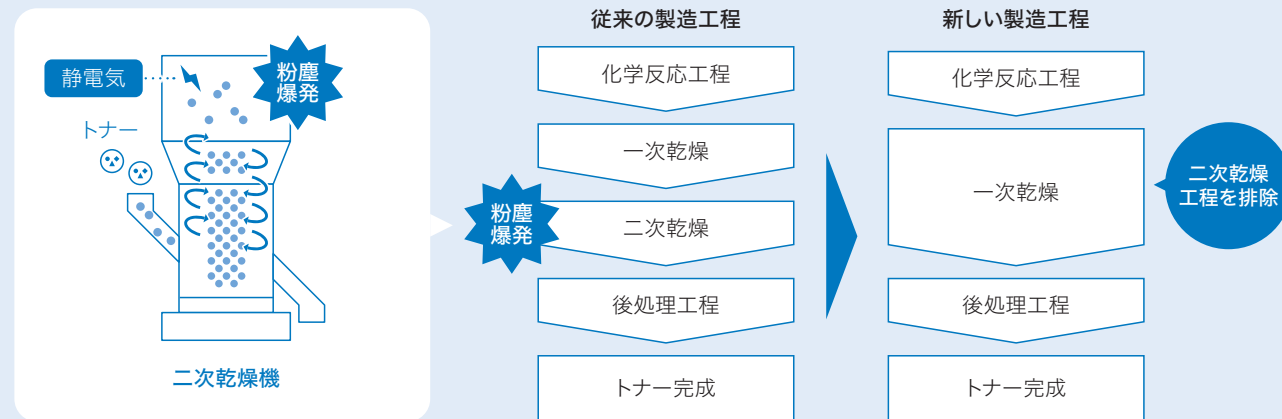 静電気
粉塵
爆発
トナー
二次乾燥機
従来の製造工程
化学反応工程
一次乾燥
粉塵
爆発
二次乾燥
後処理工程
トナー完成
新しい製造工程
化学反応工程
一次乾燥
二次乾燥
工程を排除
後処理工程
トナー完成